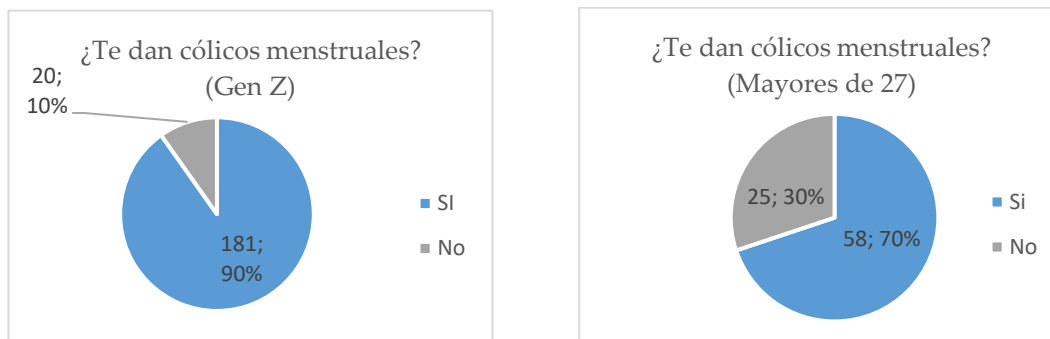 ¿Te dan cólicos menstruales?
(Gen Z)
20;
10%
181;
90%
SI
No
¿Te dan cólicos menstruales?
(Mayores de 27)
25; 30%
58; 70%
Si
No